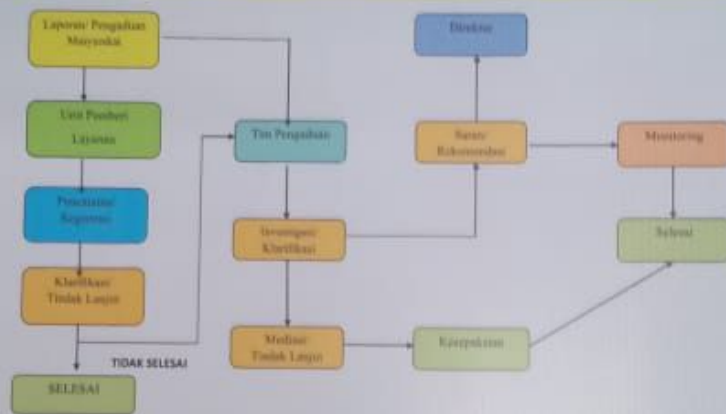 Laporan/ Pengaduan
Masyarakat
Unit Pemberi
Layanan
Pencatatan/
Registrasi
Klarifikasi/
Tindak Lanjut
TIDAK SELESAI
SELESAI
Tim Pengaduan
Investigasi/
Klarifikasi
Mediasi/
Tindak Lanjut
Direktur
Saran/
Rekomendasi
Kesepakatan
Monitoring
Selesai